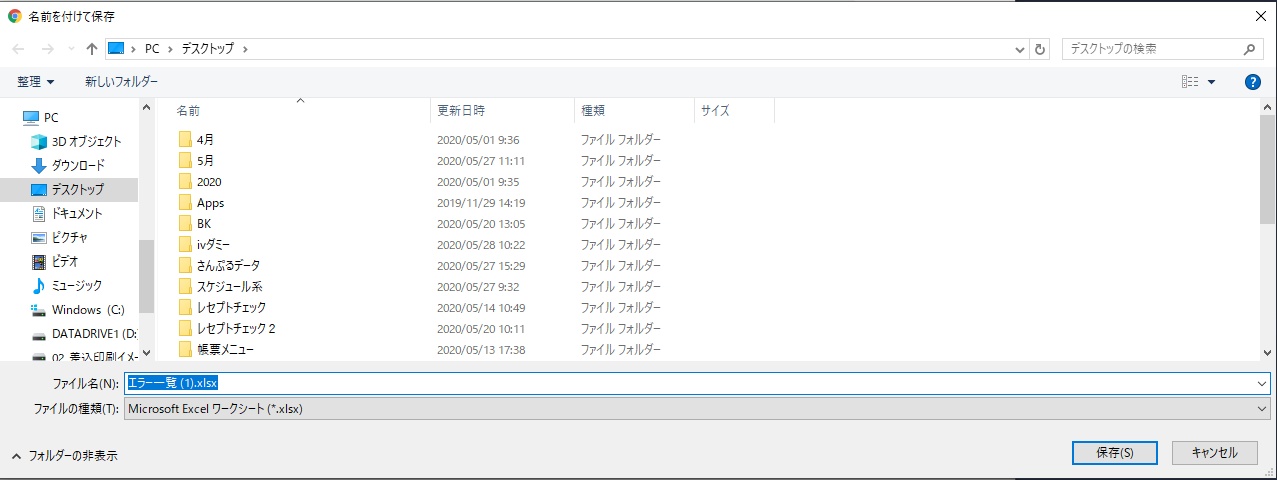 名前を付けて保存
PC デスクトップ
デスクトップの検索
整理 新しいフォルダー
名前 更新日時 種類 サイズ
PC
3D オブジェクト
ダウンロード
デスクトップ
ドキュメント
ピクチャ
ビデオ
ミュージック
Windows (C:)
DATADRIVE1 (D:
02_差込印刷イメ
4月 2020/05/01 9:36 ファイル フォルダー
5月 2020/05/27 11:11 ファイル フォルダー
2020 2020/05/01 9:35 ファイル フォルダー
Apps 2019/11/29 14:19 ファイル フォルダー
BK 2020/05/20 13:05 ファイル フォルダー
ivダミー 2020/05/28 10:22 ファイル フォルダー
さんぷるデータ 2020/05/27 15:29 ファイル フォルダー
スケジュール系 2020/05/27 9:32 ファイル フォルダー
レセプトチェック 2020/05/14 10:49 ファイル フォルダー
レセプトチェック２ 2020/05/20 10:11 ファイル フォルダー
帳票メニュー 2020/05/13 17:38 ファイル フォルダー
ファイル名(N): エラー一覧 (1).xlsx
ファイルの種類(T): Microsoft Excel ワークシート (*.xlsx)
フォルダーの非表示
保存(S) キャンセル